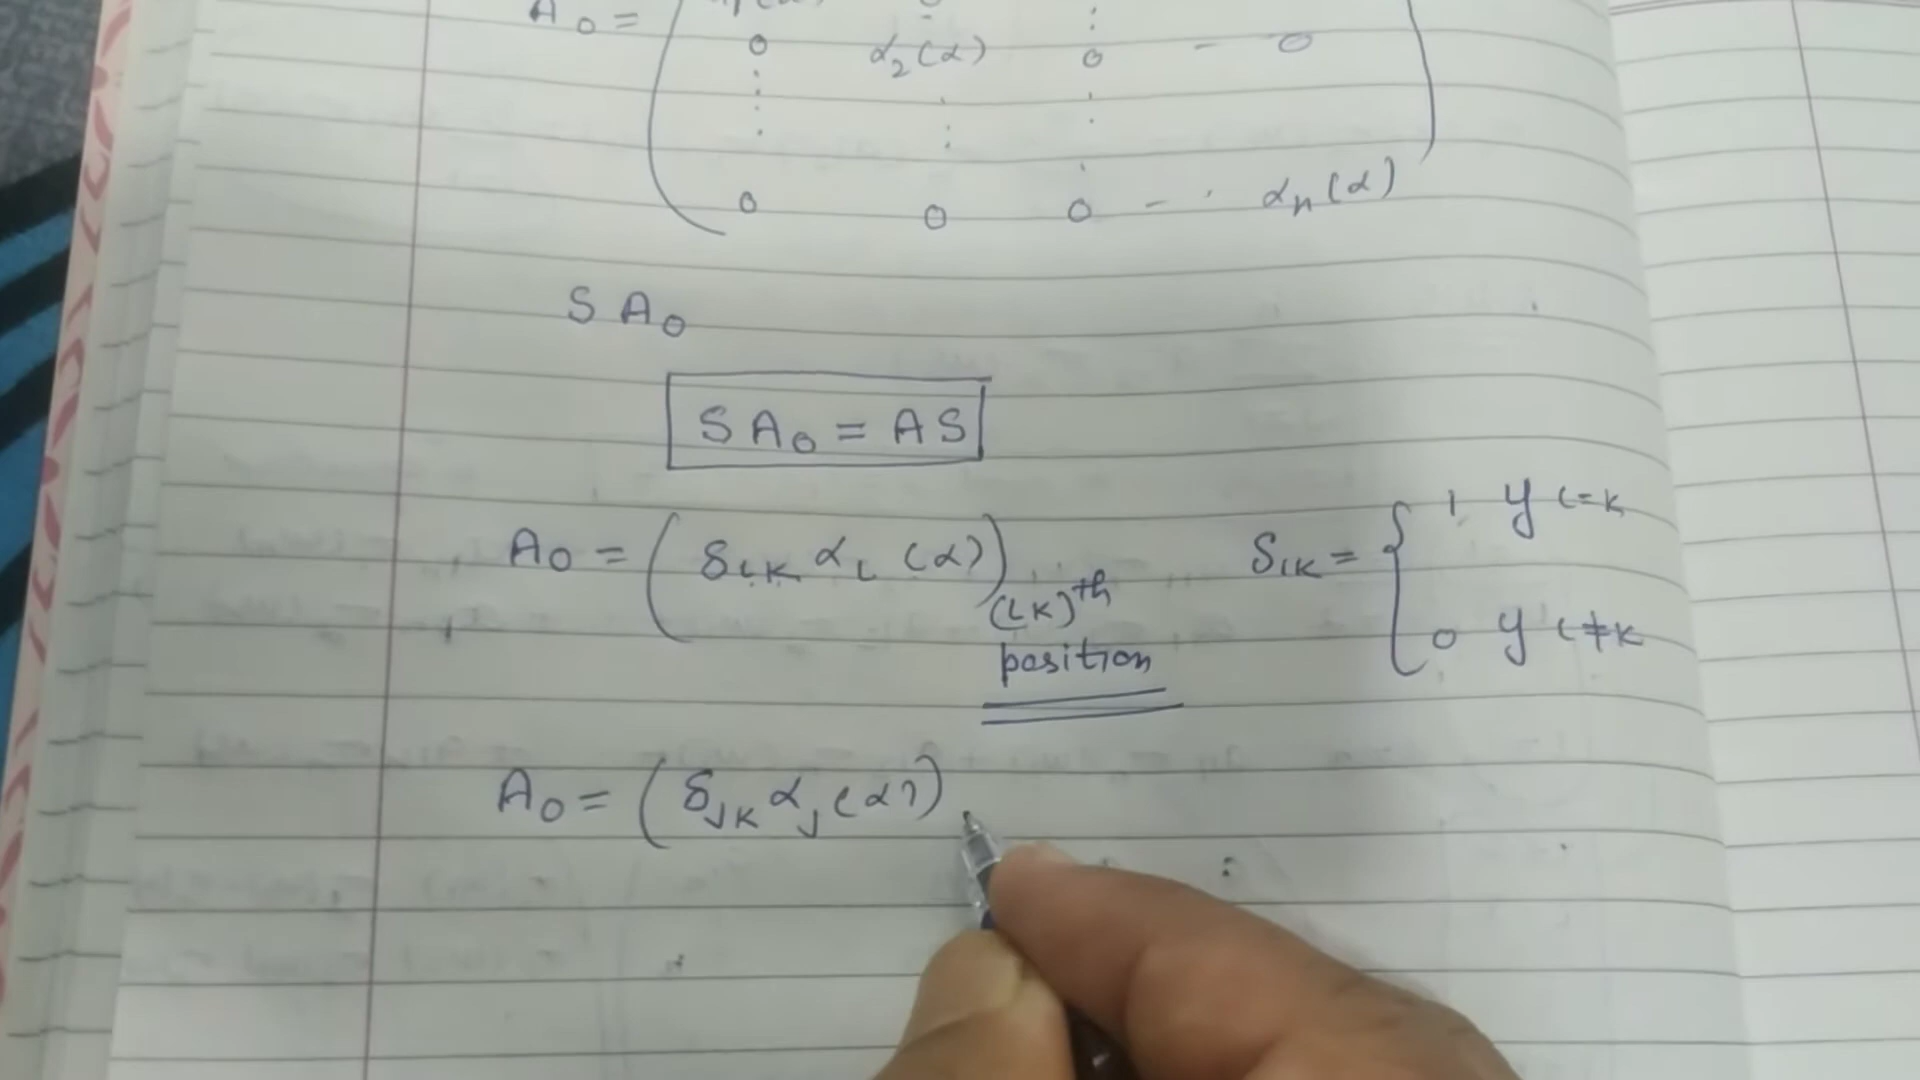 A₀ =
0 α₂(α) 0 - 0
0 0 0 - · αₙ(α)
S A₀
S A₀ = A S
A₀ = ( δᵢₖ αᵢ (α) )(ik)ᵗʰ position
δᵢₖ = { 1 if i = k
0 if i ≠ k
A₀ = ( δⱼₖ αⱼ (α) )